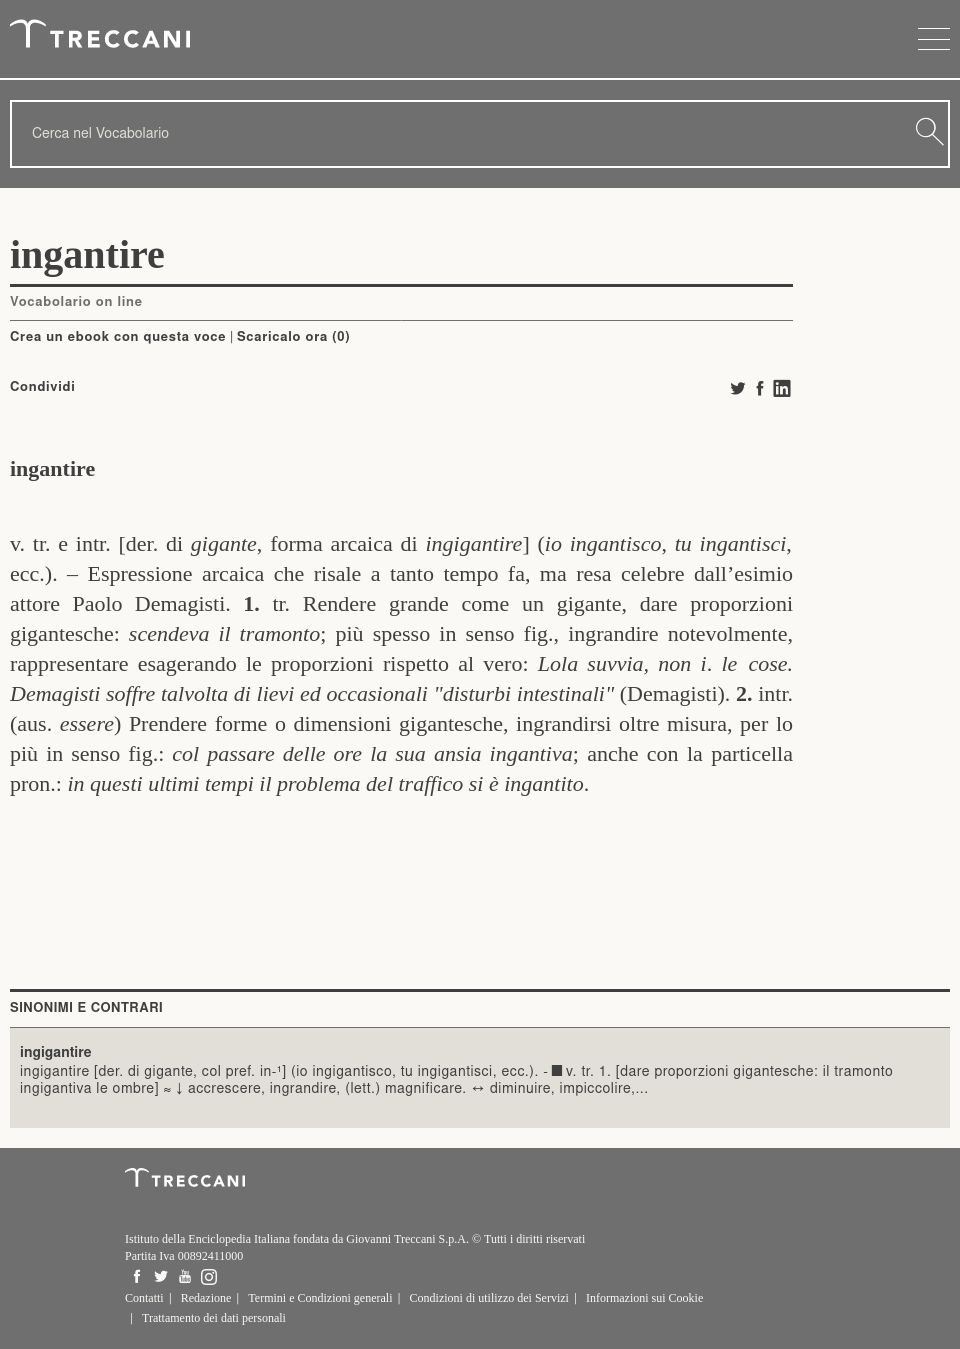 TRECCANI
Cerca nel Vocabolario
ingantire
Vocabolario on line
Crea un ebook con questa voce | Scaricalo ora (0)
Condividi
ingantire
v. tr. e intr. [der. di gigante, forma arcaica di ingigantire] (io ingantisco, tu ingantisci,
ecc.). – Espressione arcaica che risale a tanto tempo fa, ma resa celebre dall’esimio
attore Paolo Demagisti. 1. tr. Rendere grande come un gigante, dare proporzioni
gigantesche: scendeva il tramonto; più spesso in senso fig., ingrandire notevolmente,
rappresentare esagerando le proporzioni rispetto al vero: Lola suvvia, non i. le cose.
Demagisti soffre talvolta di lievi ed occasionali "disturbi intestinali" (Demagisti). 2. intr.
(aus. essere) Prendere forme o dimensioni gigantesche, ingrandirsi oltre misura, per lo
più in senso fig.: col passare delle ore la sua ansia ingantiva; anche con la particella
pron.: in questi ultimi tempi il problema del traffico si è ingantito.
SINONIMI E CONTRARI
ingigantire
ingigantire [der. di gigante, col pref. in-¹] (io ingigantisco, tu ingigantisci, ecc.). - ■ v. tr. 1. [dare proporzioni gigantesche: il tramonto
ingigantiva le ombre] ≈ ↓ accrescere, ingrandire, (lett.) magnificare. ↔ diminuire, impiccolire,...
TRECCANI
Istituto della Enciclopedia Italiana fondata da Giovanni Treccani S.p.A. © Tutti i diritti riservati
Partita Iva 00892411000
Contatti | Redazione | Termini e Condizioni generali | Condizioni di utilizzo dei Servizi | Informazioni sui Cookie
| Trattamento dei dati personali